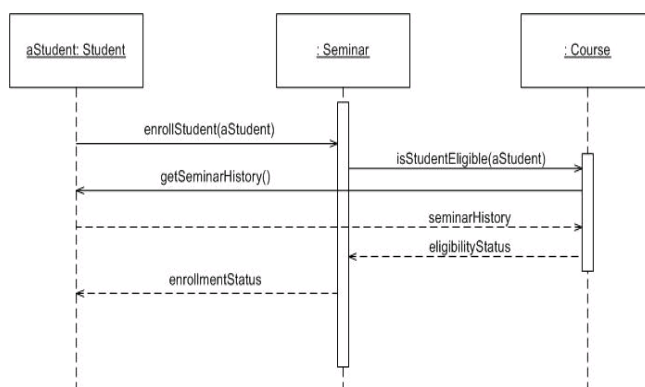 aStudent: Student
: Seminar
: Course
enrollStudent(aStudent)
isStudentEligible(aStudent)
getSeminarHistory()
seminarHistory
eligibilityStatus
enrollmentStatus